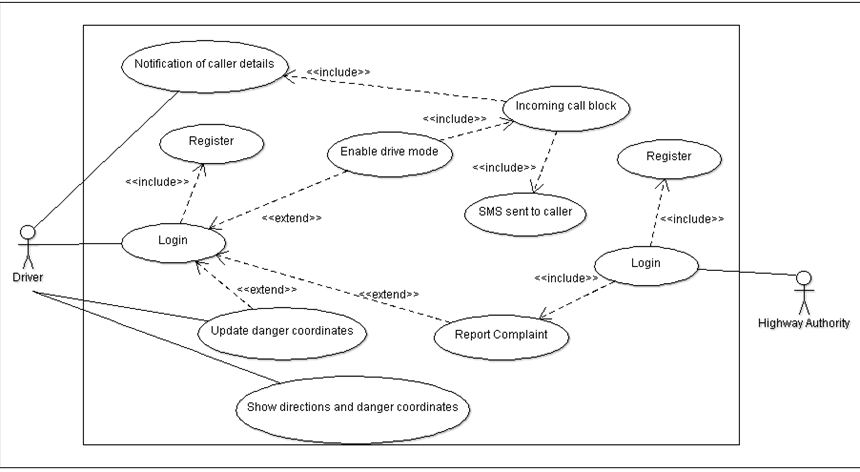 Notification of caller details
<<include>>
Incoming call block
<<include>>
Register
Enable drive mode
Register
<<include>>
<<include>>
SMS sent to caller
<<extend>>
<<include>>
Login
Login
Driver
<<include>>
<<extend>>
<<extend>>
Highway Authority
Update danger coordinates
Report Complaint
Show directions and danger coordinates